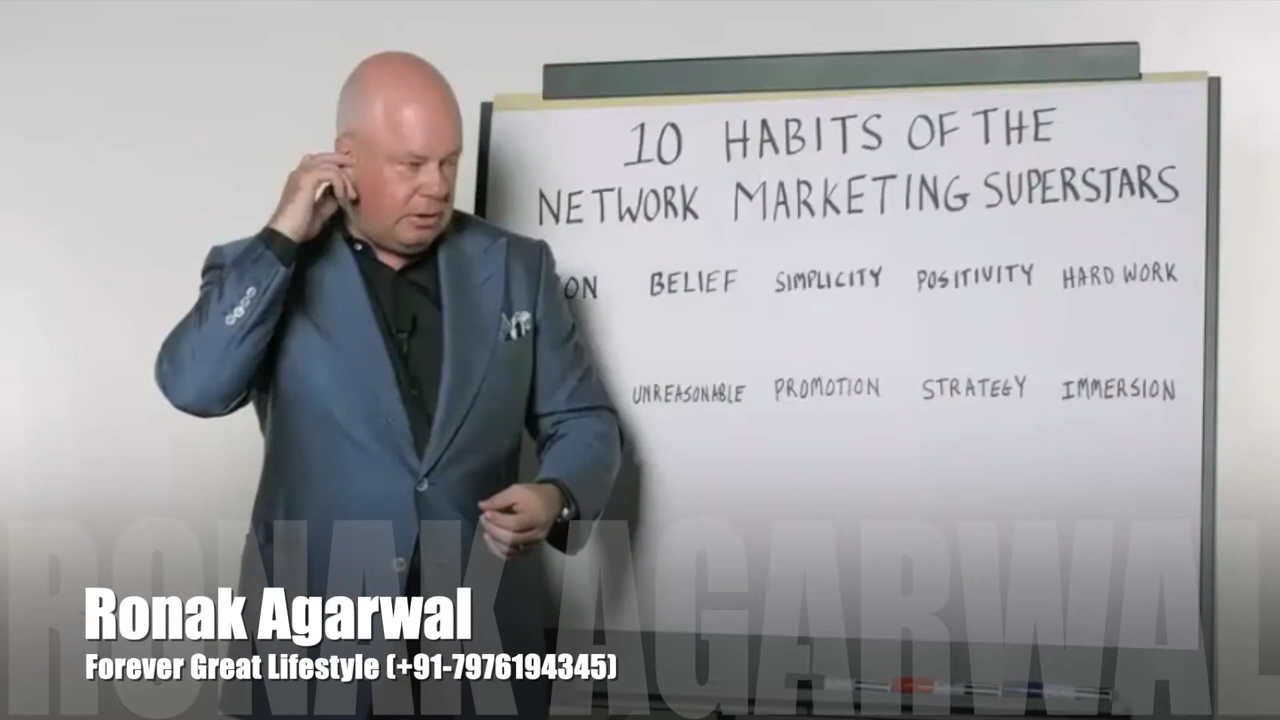 10 HABITS OF THE
NETWORK MARKETING SUPERSTARS
ON BELIEF SIMPLICITY POSITIVITY HARD WORK
UNREASONABLE PROMOTION STRATEGY IMMERSION
RONAK AGARWAL
Ronak Agarwal
Forever Great Lifestyle (+91-7976194345)